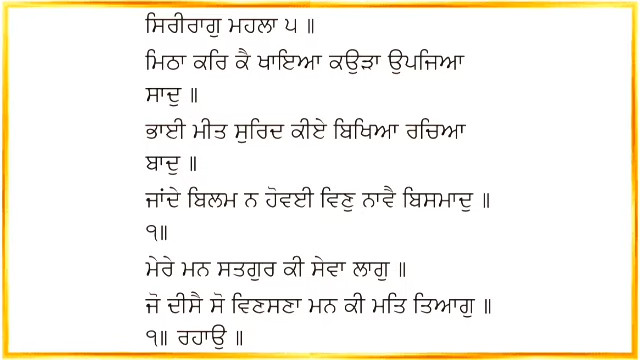 ਸਿਰੀਰਾਗੁ ਮਹਲਾ ੫ ॥
ਮਿਠਾ ਕਰਿ ਕੈ ਖਾਇਆ ਕਉੜਾ ਉਪਜਿਆ
ਸਾਦੁ ॥
ਭਾਈ ਮੀਤ ਸੁਰਿਦ ਕੀਏ ਬਿਖਿਆ ਰਚਿਆ
ਬਾਦੁ ॥
ਜਾਂਦੇ ਬਿਲਮ ਨ ਹੋਵਈ ਵਿਣੁ ਨਾਵੈ ਬਿਸਮਾਦੁ ॥
੧॥
ਮੇਰੇ ਮਨ ਸਤਗੁਰ ਕੀ ਸੇਵਾ ਲਾਗੁ ॥
ਜੋ ਦੀਸੈ ਸੋ ਵਿਣਸਣਾ ਮਨ ਕੀ ਮਤਿ ਤਿਆਗੁ ॥
੧॥ ਰਹਾਉ ॥